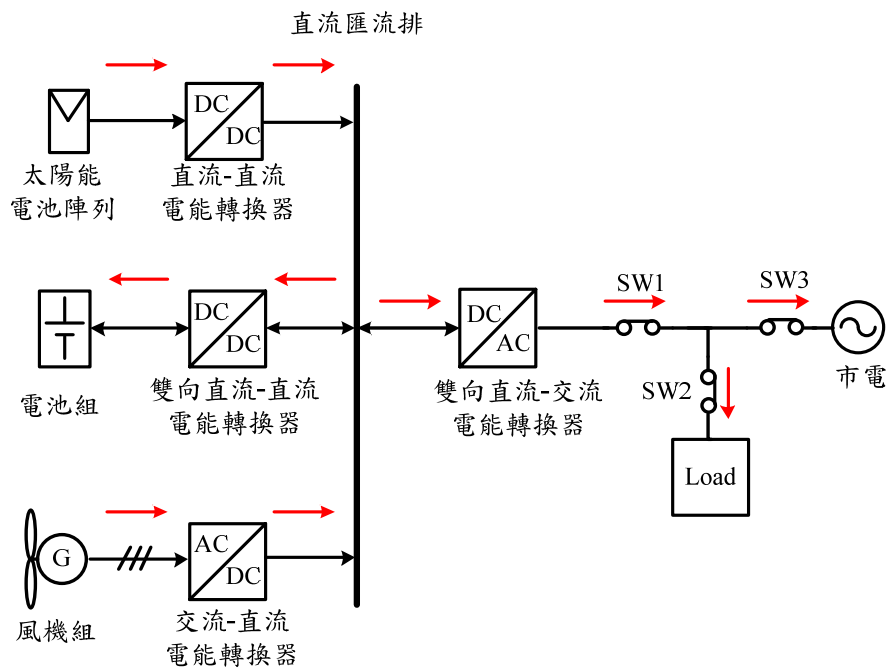 直流匯流排
DC
DC
太陽能
電池陣列
直流-直流
電能轉換器
DC
DC
電池組
雙向直流-直流
電能轉換器
DC
AC
雙向直流-交流
電能轉換器
SW1
SW3
市電
SW2
Load
G
AC
DC
風機組
交流-直流
電能轉換器